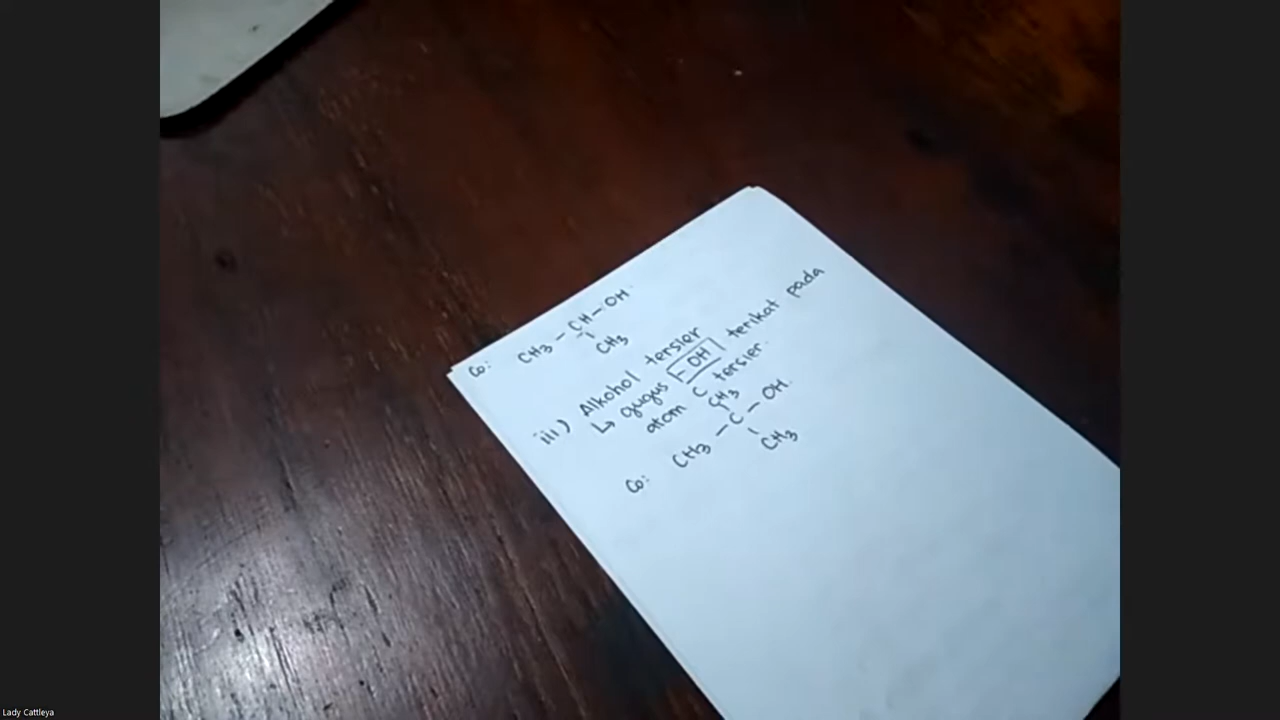 Co: CH3 - CH - OH
CH3
iii) Alkohol tersier
↳ gugus -OH terikat pada
atom C tersier.
CH3
Co: CH3 - C - OH.
CH3
Lady Cattleya